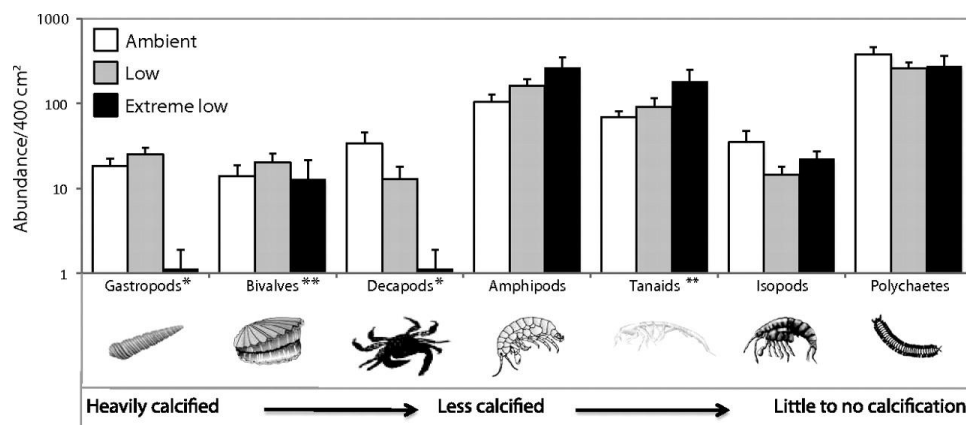 Abundance/400 cm²
1000
100
10
1
Ambient
Low
Extreme low
Gastropods* Bivalves ** Decapods* Amphipods Tanaids ** Isopods Polychaetes
Heavily calcified Less calcified Little to no calcification